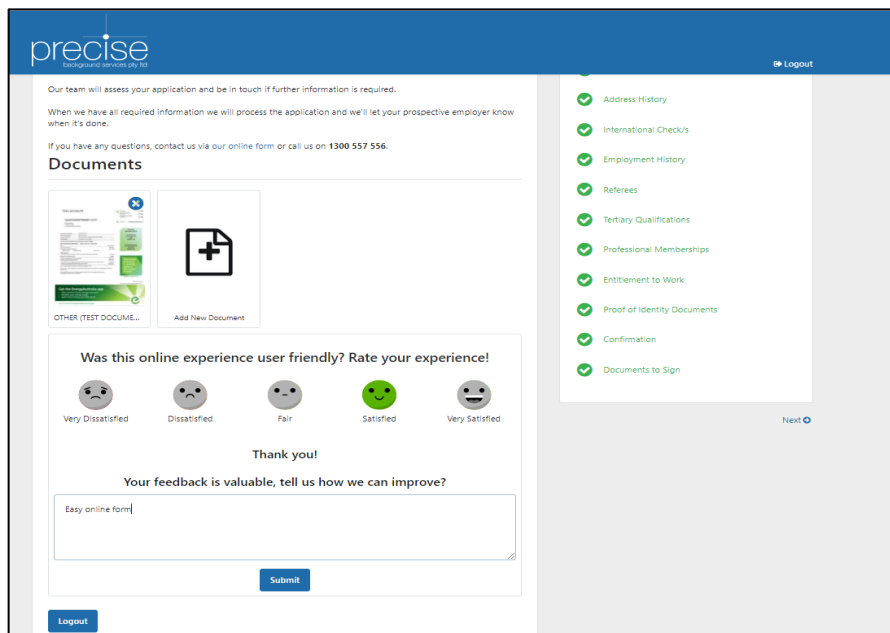 precise
background services pty ltd
Logout
Our team will assess your application and be in touch if further information is required.
When we have all required information we will process the application and we'll let your prospective employer know
when it's done.
If you have any questions, contact us via our online form or call us on 1300 557 556.
Documents
OTHER (TEST DOCUME...
Add New Document
Was this online experience user friendly? Rate your experience!
Very Dissatisfied
Dissatisfied
Fair
Satisfied
Very Satisfied
Thank you!
Your feedback is valuable, tell us how we can improve?
Easy online form
Submit
Logout
Address History
International Check/s
Employment History
Referees
Tertiary Qualifications
Professional Memberships
Entitlement to Work
Proof of Identity Documents
Confirmation
Documents to Sign
Next